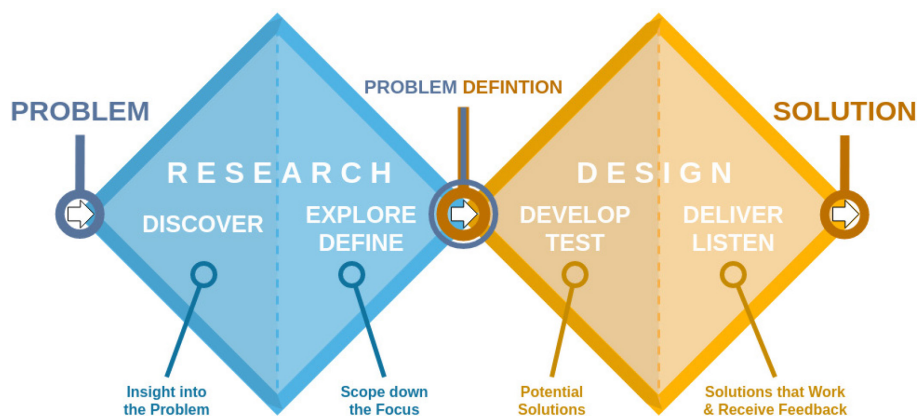 PROBLEM
PROBLEM DEFINTION
SOLUTION
RESEARCH
DISCOVER
EXPLORE
DEFINE
DESIGN
DEVELOP
TEST
DELIVER
LISTEN
Insight into
the Problem
Scope down
the Focus
Potential
Solutions
Solutions that Work
& Receive Feedback